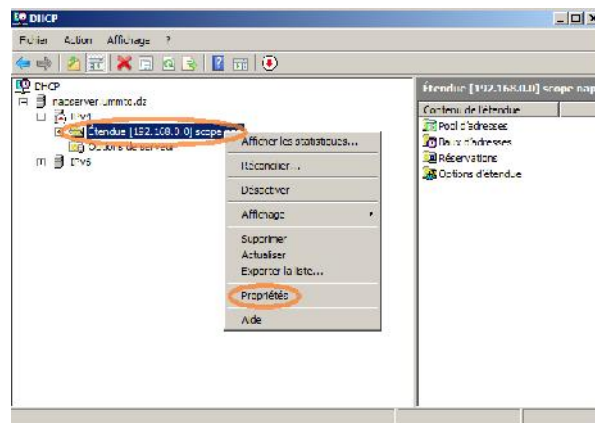 DHCP
Fichier Action Affichage ?
DHCP
napserver.ummto.dz
IPv4
Étendue [192.168.0.0] scope nap
Options de serveur
IPv6
Afficher les statistiques...
Réconcilier...
Désactiver
Affichage
Supprimer
Actualiser
Exporter la liste...
Propriétés
Aide
Étendue [192.168.0.0] scope nap
Contenu de l'étendue
Pool d'adresses
Baux d'adresses
Réservations
Options d'étendue